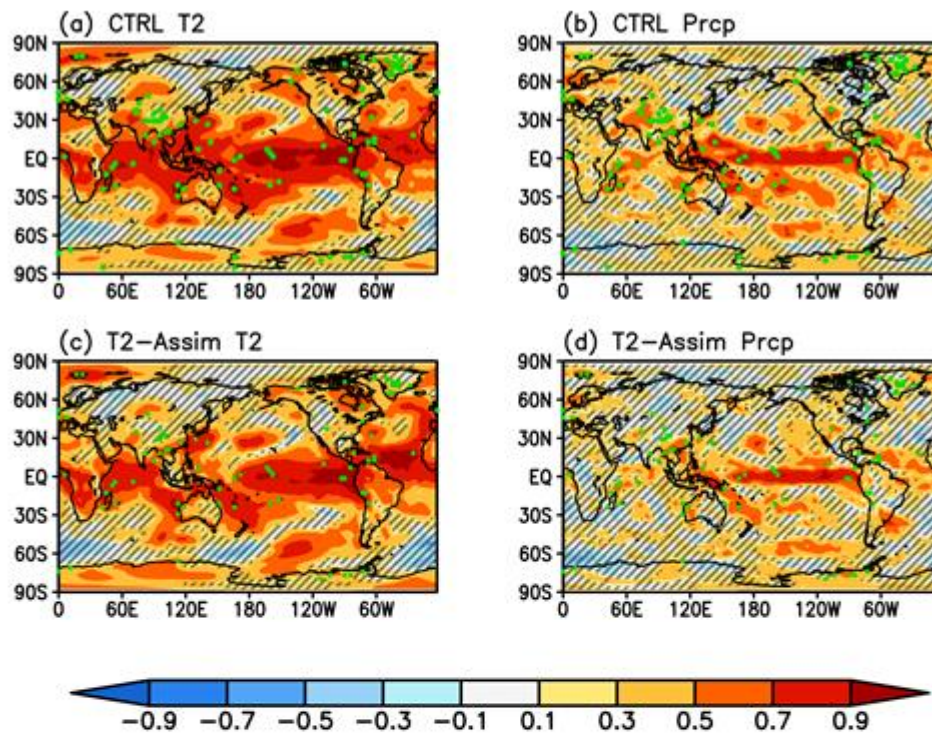 (a) CTRL T2
(b) CTRL Prcp
90N 60N 30N EQ 30S 60S 90S
0 60E 120E 180 120W 60W
0 60E 120E 180 120W 60W
(c) T2-Assim T2
(d) T2-Assim Prcp
90N 60N 30N EQ 30S 60S 90S
90N 60N 30N EQ 30S 60S 90S
90N 60N 30N EQ 30S 60S 90S
0 60E 120E 180 120W 60W
0 60E 120E 180 120W 60W
-0.9 -0.7 -0.5 -0.3 -0.1 0.1 0.3 0.5 0.7 0.9